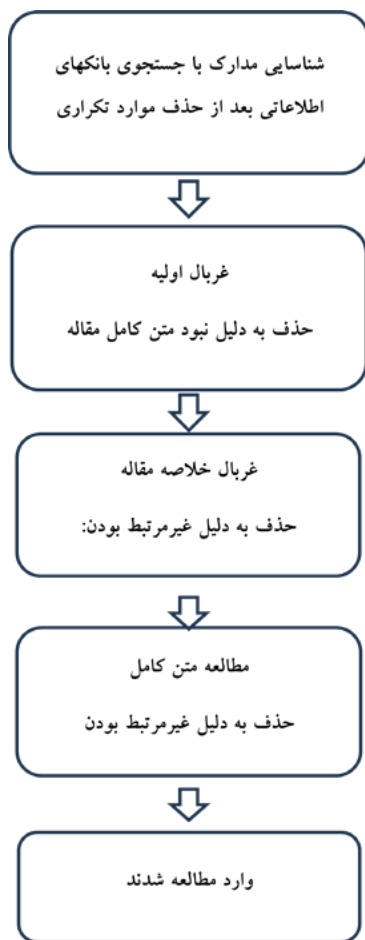 شناسایی مدارک با جستجوی بانکهای
اطلاعاتی بعد از حذف موارد تکراری
غربال اولیه
حذف به دلیل نبود متن کامل مقاله
غربال خلاصه مقاله
حذف به دلیل غیرمرتبط بودن:
مطالعه متن کامل
حذف به دلیل غیرمرتبط بودن
وارد مطالعه شدند